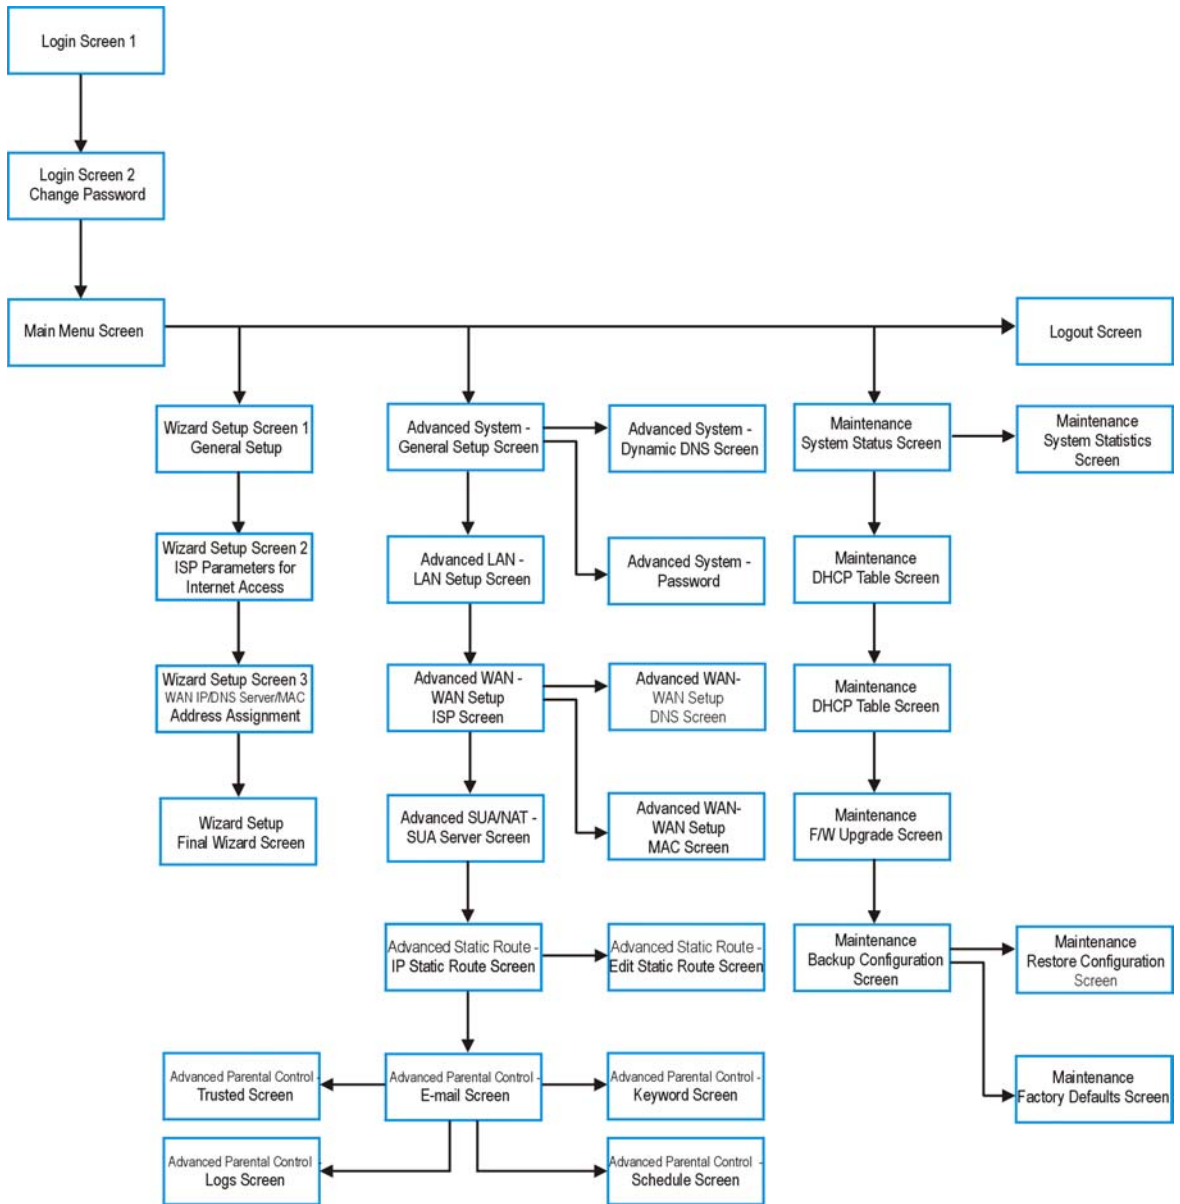 Login Screen 1
Login Screen 2
Change Password
Main Menu Screen
Logout Screen
Wizard Setup Screen 1
General Setup
Advanced System -
General Setup Screen
Advanced System -
Dynamic DNS Screen
Maintenance
System Status Screen
Maintenance
System Statistics
Screen
Wizard Setup Screen 2
ISP Parameters for
Internet Access
Advanced LAN -
LAN Setup Screen
Advanced System -
Password
Maintenance
DHCP Table Screen
Wizard Setup Screen 3
WAN IP/DNS Server/MAC
Address Assignment
Advanced WAN -
WAN Setup
ISP Screen
Advanced WAN-
WAN Setup
DNS Screen
Maintenance
DHCP Table Screen
Wizard Setup
Final Wizard Screen
Advanced SUA/NAT -
SUA Server Screen
Advanced WAN-
WAN Setup
MAC Screen
Maintenance
F/W Upgrade Screen
Advanced Static Route -
IP Static Route Screen
Advanced Static Route -
Edit Static Route Screen
Maintenance
Backup Configuration
Screen
Maintenance
Restore Configuration
Screen
Advanced Parental Control -
Trusted Screen
Advanced Parental Control -
E-mail Screen
Advanced Parental Control -
Keyword Screen
Maintenance
Factory Defaults Screen
Advanced Parental Control -
Logs Screen
Advanced Parental Control -
Schedule Screen